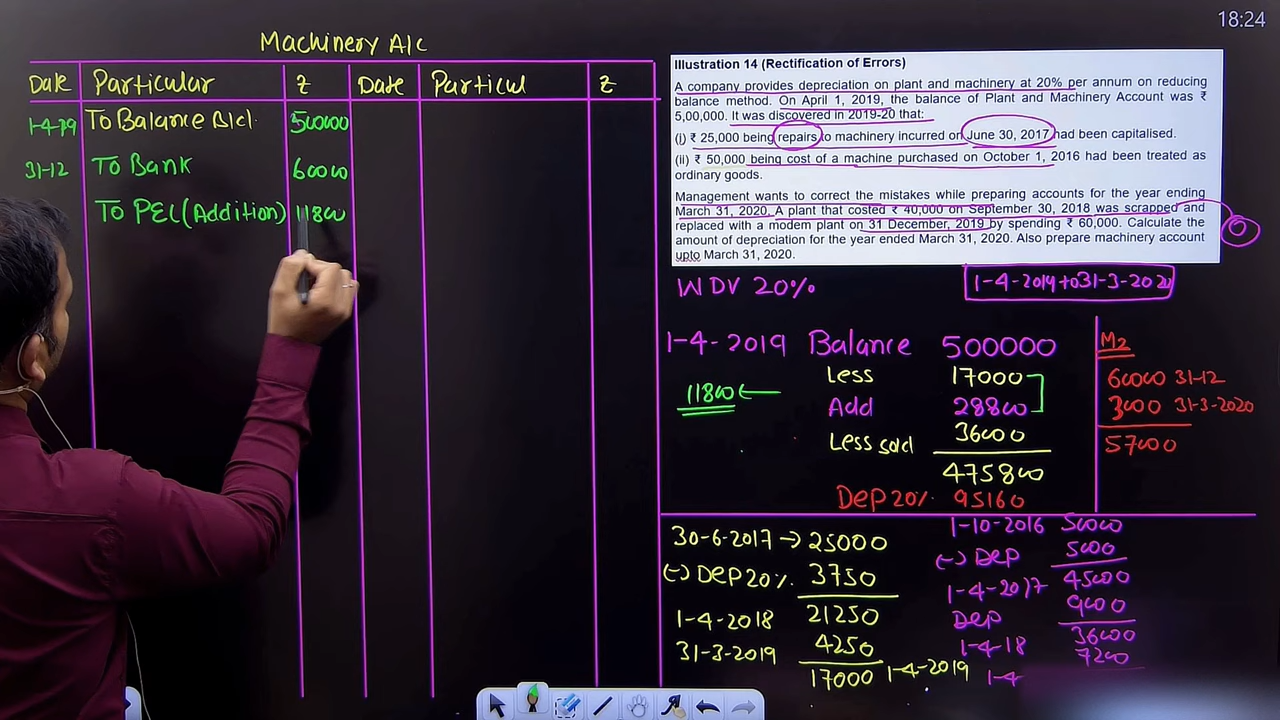 18:24
Machinery A/c
Date Particular ₹ Date Particul ₹
1-4-19 To Balance B/d. 500000
31-12 To Bank 60000
To PEL (Addition) 11800
Illustration 14 (Rectification of Errors)
A company provides depreciation on plant and machinery at 20% per annum on reducing
balance method. On April 1, 2019, the balance of Plant and Machinery Account was ₹
5,00,000. It was discovered in 2019-20 that:
(i) ₹ 25,000 being repairs to machinery incurred on June 30, 2017 had been capitalised.
(ii) ₹ 50,000 being cost of a machine purchased on October 1, 2016 had been treated as
ordinary goods.
Management wants to correct the mistakes while preparing accounts for the year ending
March 31, 2020. A plant that costed ₹ 40,000 on September 30, 2018 was scrapped and
replaced with a modem plant on 31 December, 2019 by spending ₹ 60,000. Calculate the
amount of depreciation for the year ended March 31, 2020. Also prepare machinery account
upto March 31, 2020.
WDV 20%
1-4-2019 to 31-3-2020
1-4-2019 Balance 500000
Less 17000
11800 Add 28800
Less sold 36000
475800
Dep 20%. 95160
M2
60000 31-12
3000 31-3-2020
57000
30-6-2017 → 25000
(-) Dep 20%. 3750
1-4-2018 21250
31-3-2019 4250
17000 1-4-2019
1-10-2016 50000
(-) Dep 5000
1-4-2017 45000
Dep 9000
1-4-18 36000
7200
1-4